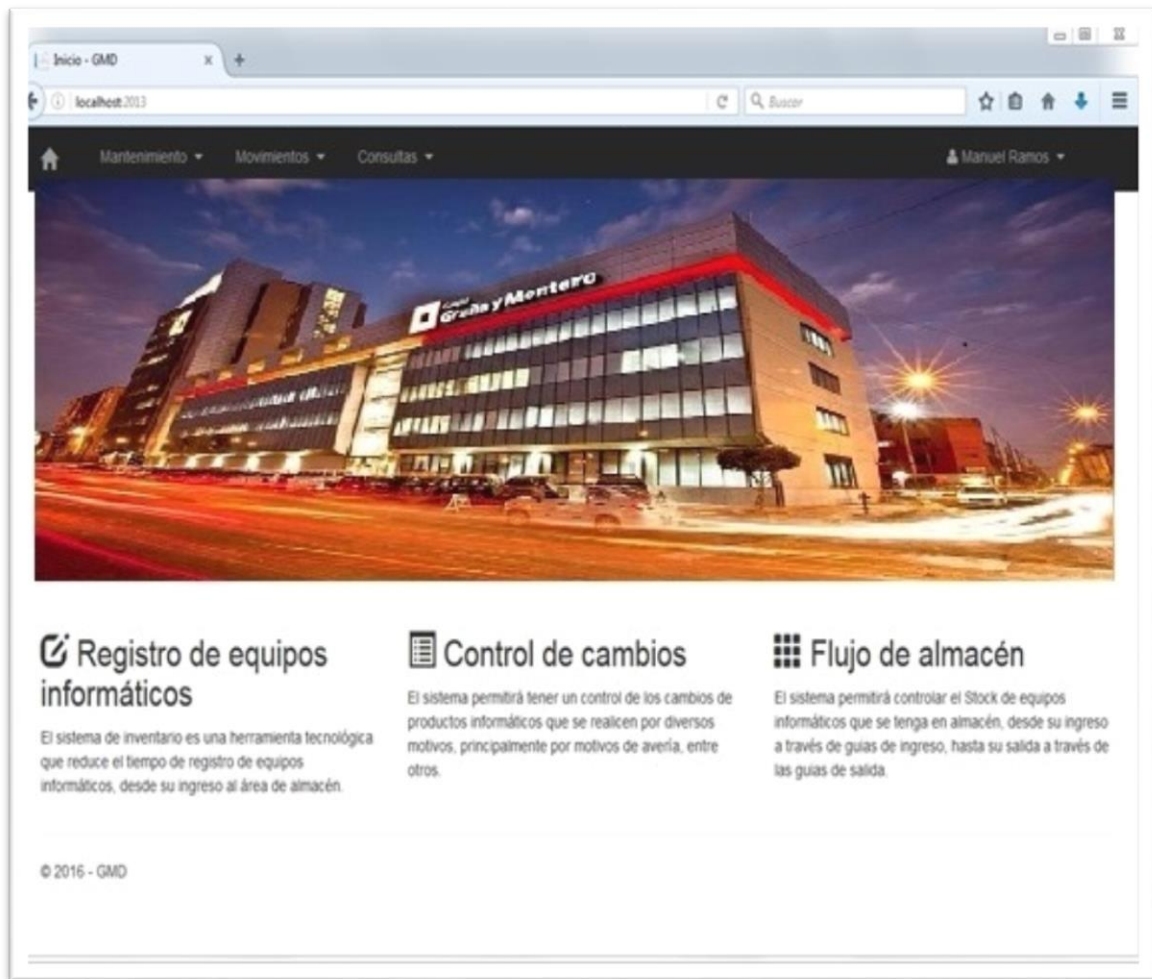 Inicio - GMD x +
localhost:2013 Buscar
Mantenimiento Movimientos Consultas Manuel Ramos
Grupo
Graña y Montero
Registro de equipos
informáticos
El sistema de inventario es una herramienta tecnológica
que reduce el tiempo de registro de equipos
informáticos, desde su ingreso al área de almacén.
Control de cambios
El sistema permitirá tener un control de los cambios de
productos informáticos que se realicen por diversos
motivos, principalmente por motivos de avería, entre
otros.
Flujo de almacén
El sistema permitirá controlar el Stock de equipos
informáticos que se tenga en almacén, desde su ingreso
a través de guias de ingreso, hasta su salida a través de
las guias de salida.
© 2016 - GMD